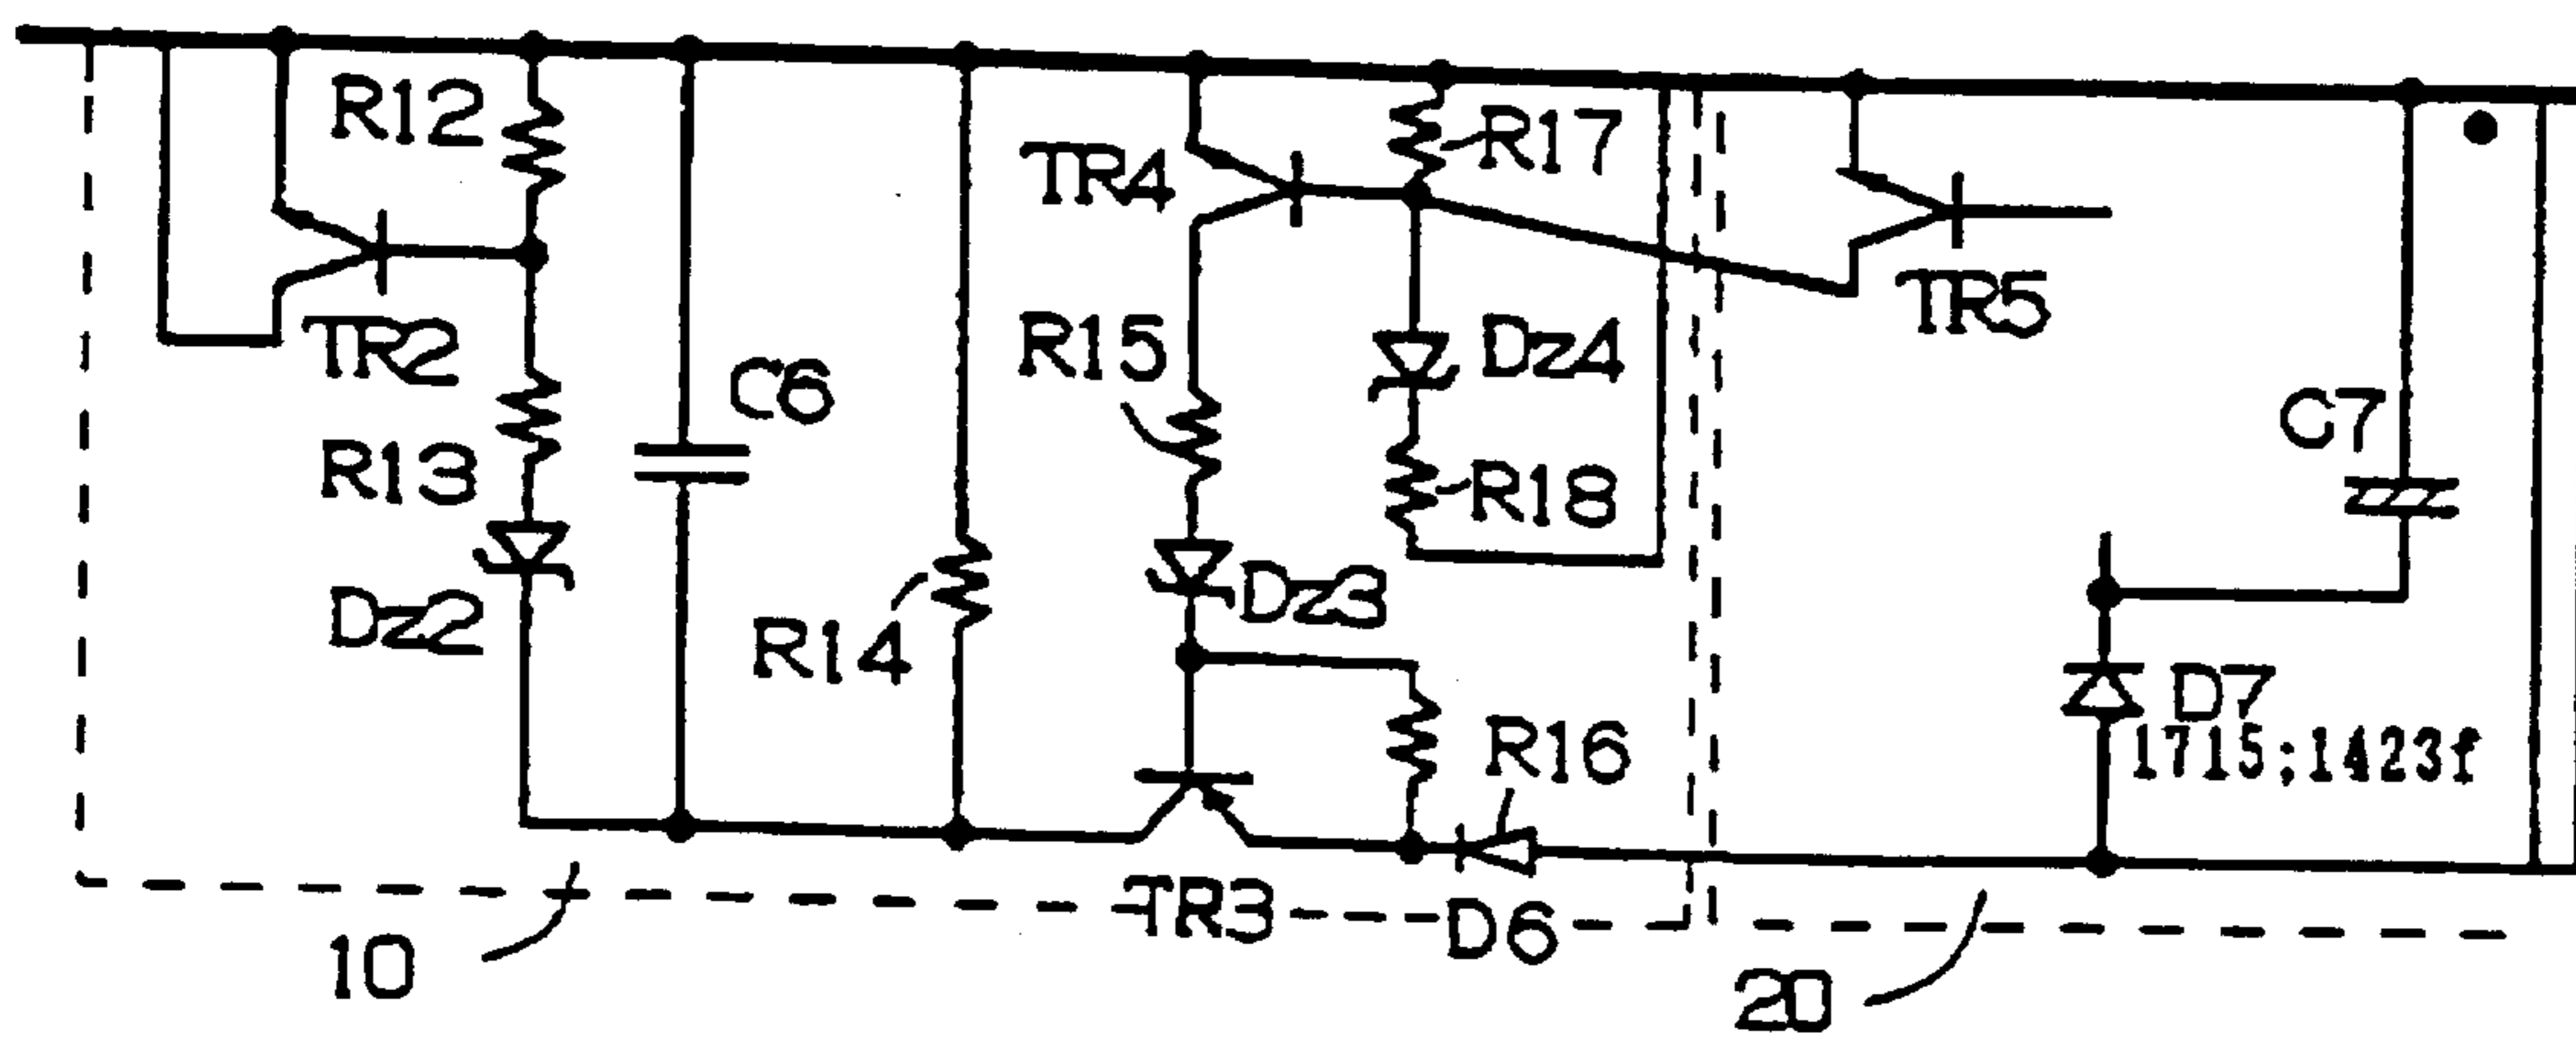 R12
R17
TR4
TR2
TR5
R15
Dz4
C6
C7
R13
R18
Dz3
Dz2
R14
D7
R16
1715;1423f
TR3
D6
10
20